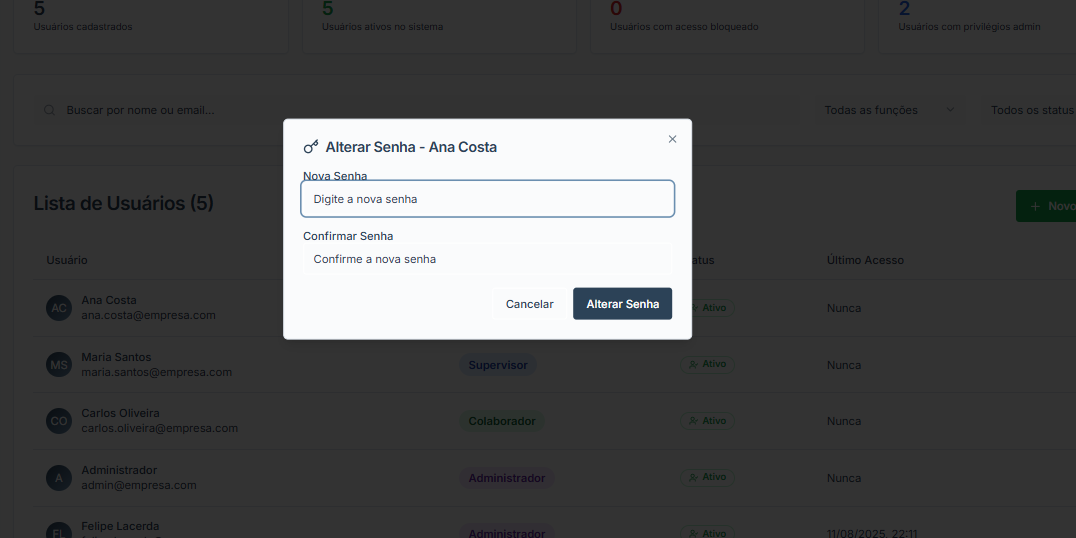 5
5
0
2
Usuários cadastrados
Usuários ativos no sistema
Usuários com acesso bloqueado
Usuários com privilégios admin
Buscar por nome ou email...
Todas as funções
Todos os status
Alterar Senha - Ana Costa
Nova Senha
Digite a nova senha
Confirmar Senha
Confirme a nova senha
Cancelar
Alterar Senha
Lista de Usuários (5)
Novo
Usuário
atus
Último Acesso
AC
Ana Costa
ana.costa@empresa.com
Ativo
Nunca
MS
Maria Santos
maria.santos@empresa.com
Supervisor
Ativo
Nunca
CO
Carlos Oliveira
carlos.oliveira@empresa.com
Colaborador
Ativo
Nunca
A
Administrador
admin@empresa.com
Administrador
Ativo
Nunca
FL
Felipe Lacerda
Administrador
Ativo
11/08/2025, 22:11